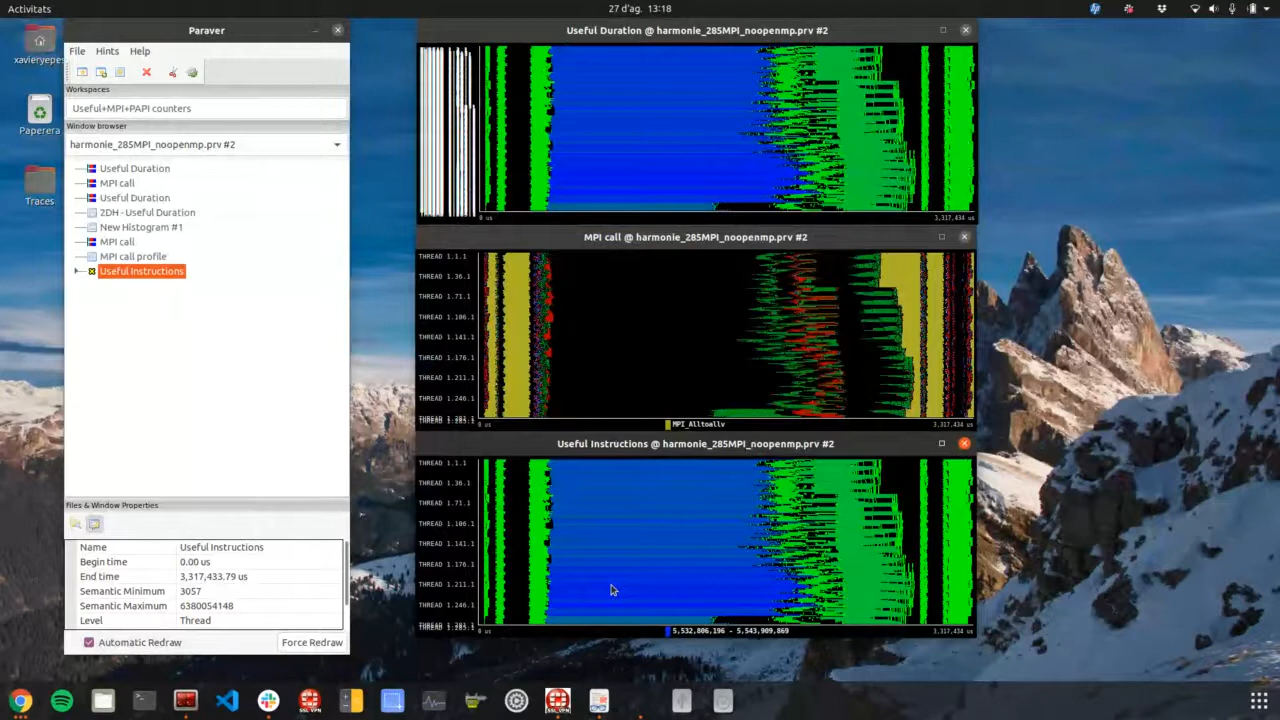 Activitats
27 d'ag. 13:18
xavieryepes
Paperera
Traces
Paraver
File Hints Help
Workspaces
Useful+MPI+PAPI counters
Window browser
harmonie_285MPI_noopenmp.prv #2
Useful Duration
MPI call
Useful Duration
2DH - Useful Duration
New Histogram #1
MPI call
MPI call profile
Useful Instructions
Files & Window Properties
Name Useful Instructions
Begin time 0.00 us
End time 3,317,433.79 us
Semantic Minimum 3057
Semantic Maximum 6380054148
Level Thread
Automatic Redraw
Force Redraw
Useful Duration @ harmonie_285MPI_noopenmp.prv #2
0 us 3,317,434 us
MPI call @ harmonie_285MPI_noopenmp.prv #2
THREAD 1.1.1
THREAD 1.36.1
THREAD 1.71.1
THREAD 1.106.1
THREAD 1.141.1
THREAD 1.176.1
THREAD 1.211.1
THREAD 1.246.1
0 us MPI_Alltoallv 3,317,434 us
Useful Instructions @ harmonie_285MPI_noopenmp.prv #2
THREAD 1.1.1
THREAD 1.36.1
THREAD 1.71.1
THREAD 1.106.1
THREAD 1.141.1
THREAD 1.176.1
THREAD 1.211.1
THREAD 1.246.1
0 us 5,532,806,196 - 5,543,909,869 3,317,434 us
SSL VPN
SSL VPN